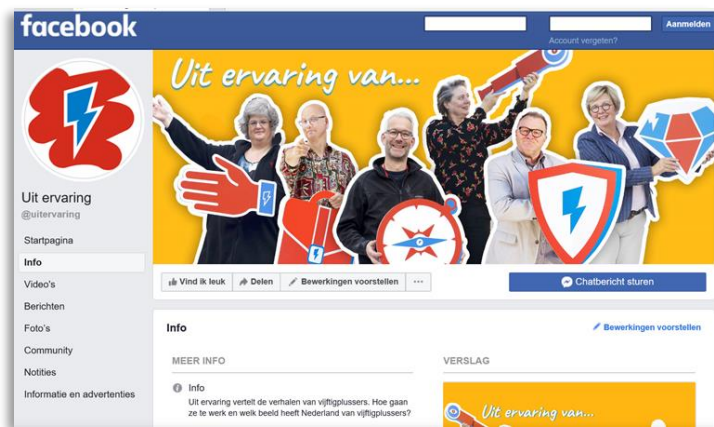 facebook
Aanmelden
Account vergeten?
Uit ervaring van...
Uit ervaring
@uitervaring
Startpagina
Info
Video's
Berichten
Foto's
Community
Notities
Informatie en advertenties
Vind ik leuk
Delen
Bewerkingen voorstellen
...
Chatbericht sturen
Info
Bewerkingen voorstellen
MEER INFO
Info
Uit ervaring vertelt de verhalen van vijftigplussers. Hoe gaan
ze te werk en welk beeld heeft Nederland van vijftigplussers?
VERSLAG
Uit ervaring van...